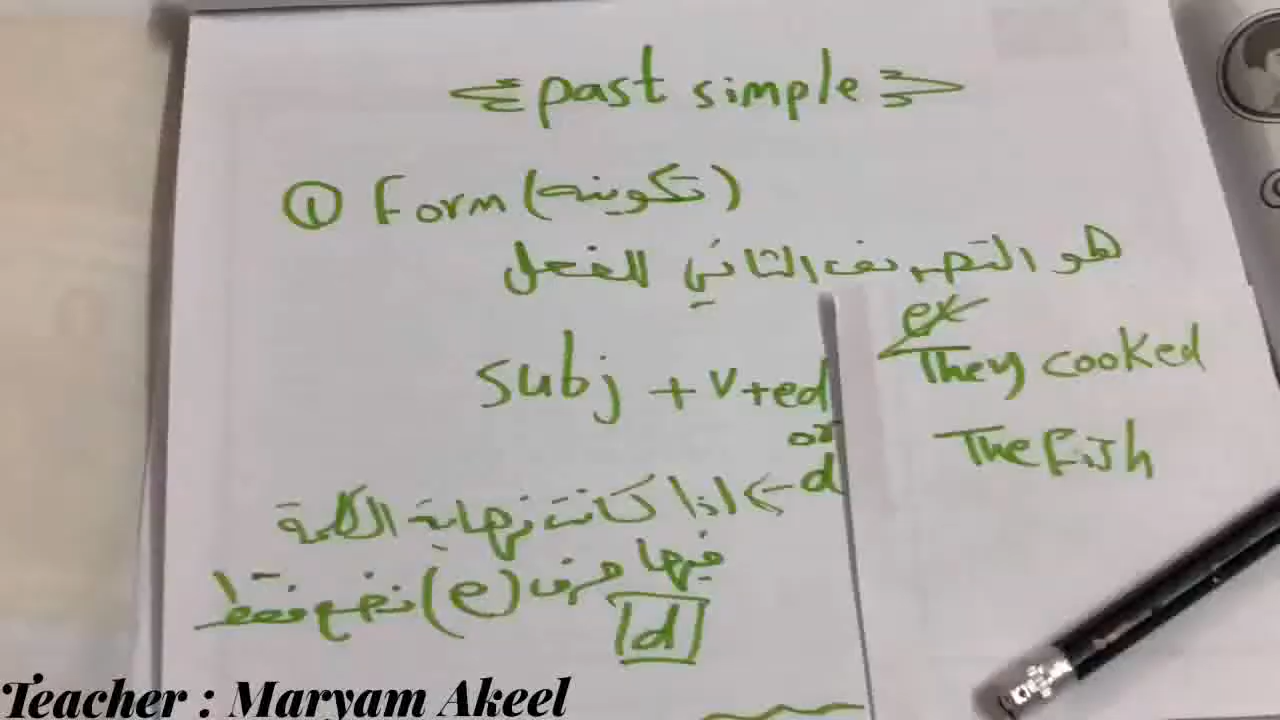 past simple
① Form (تكوينه)
هو التصريف الثاني للفعل
Subj + V+ed
or
d → اذا كانت نهاية الكلمة
فيها حرف (e) نضع فقط
d
ex
They cooked
The Fish
Teacher : Maryam Akeel